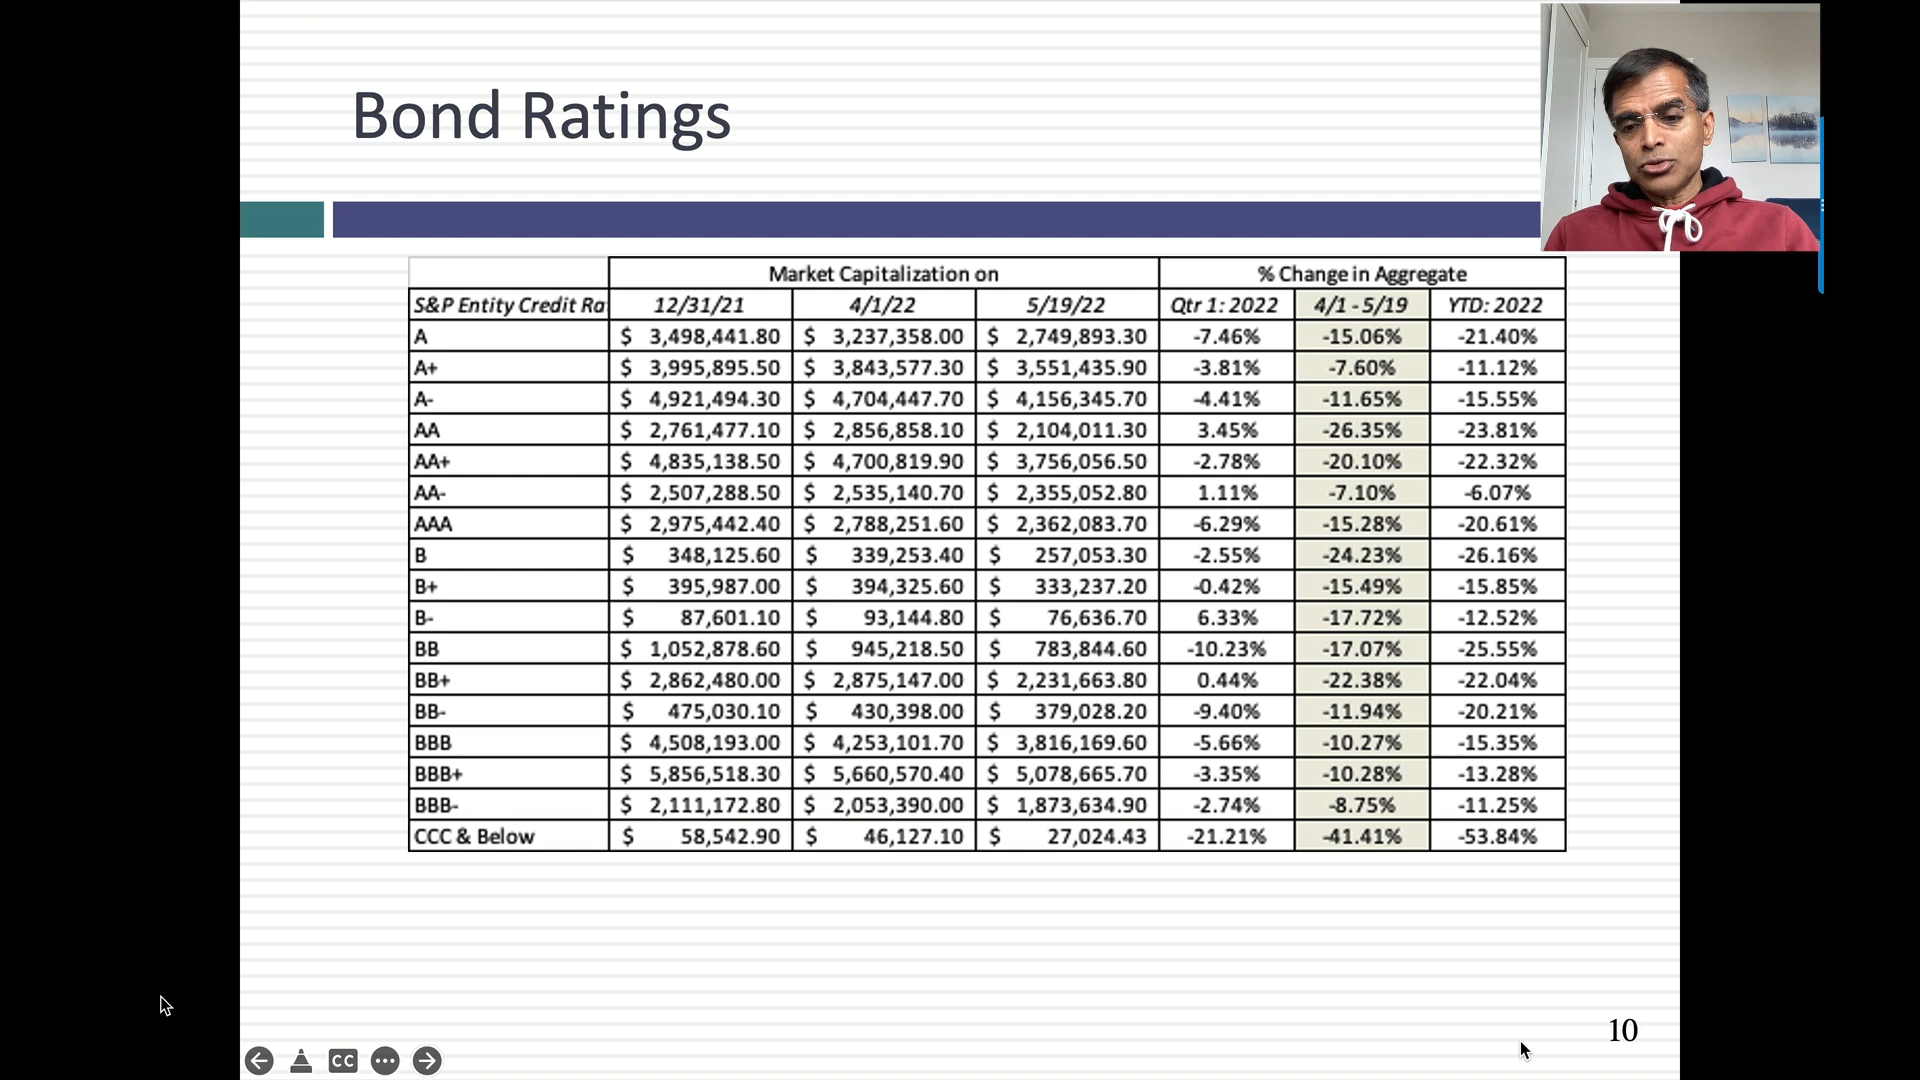 Bond Ratings
Market Capitalization on % Change in Aggregate
S&P Entity Credit Ra 12/31/21 4/1/22 5/19/22 Qtr 1: 2022 4/1 - 5/19 YTD: 2022
A $ 3,498,441.80 $ 3,237,358.00 $ 2,749,893.30 -7.46% -15.06% -21.40%
A+ $ 3,995,895.50 $ 3,843,577.30 $ 3,551,435.90 -3.81% -7.60% -11.12%
A- $ 4,921,494.30 $ 4,704,447.70 $ 4,156,345.70 -4.41% -11.65% -15.55%
AA $ 2,761,477.10 $ 2,856,858.10 $ 2,104,011.30 3.45% -26.35% -23.81%
AA+ $ 4,835,138.50 $ 4,700,819.90 $ 3,756,056.50 -2.78% -20.10% -22.32%
AA- $ 2,507,288.50 $ 2,535,140.70 $ 2,355,052.80 1.11% -7.10% -6.07%
AAA $ 2,975,442.40 $ 2,788,251.60 $ 2,362,083.70 -6.29% -15.28% -20.61%
B $ 348,125.60 $ 339,253.40 $ 257,053.30 -2.55% -24.23% -26.16%
B+ $ 395,987.00 $ 394,325.60 $ 333,237.20 -0.42% -15.49% -15.85%
B- $ 87,601.10 $ 93,144.80 $ 76,636.70 6.33% -17.72% -12.52%
BB $ 1,052,878.60 $ 945,218.50 $ 783,844.60 -10.23% -17.07% -25.55%
BB+ $ 2,862,480.00 $ 2,875,147.00 $ 2,231,663.80 0.44% -22.38% -22.04%
BB- $ 475,030.10 $ 430,398.00 $ 379,028.20 -9.40% -11.94% -20.21%
BBB $ 4,508,193.00 $ 4,253,101.70 $ 3,816,169.60 -5.66% -10.27% -15.35%
BBB+ $ 5,856,518.30 $ 5,660,570.40 $ 5,078,665.70 -3.35% -10.28% -13.28%
BBB- $ 2,111,172.80 $ 2,053,390.00 $ 1,873,634.90 -2.74% -8.75% -11.25%
CCC & Below $ 58,542.90 $ 46,127.10 $ 27,024.43 -21.21% -41.41% -53.84%
10
CC